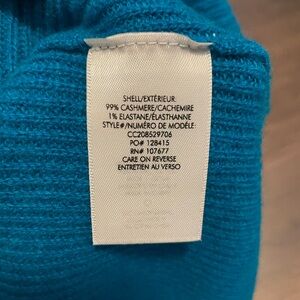 SHELL/EXTÉRIEUR
99% CASHMERE/CACHEMIRE
1% ELASTANE/ÉLASTHANNE
STYLE#/NUMÉRO DE MODÈLE:
CC208529706
PO# 128415
RN# 107677
CARE ON REVERSE
ENTRETIEN AU VERSO